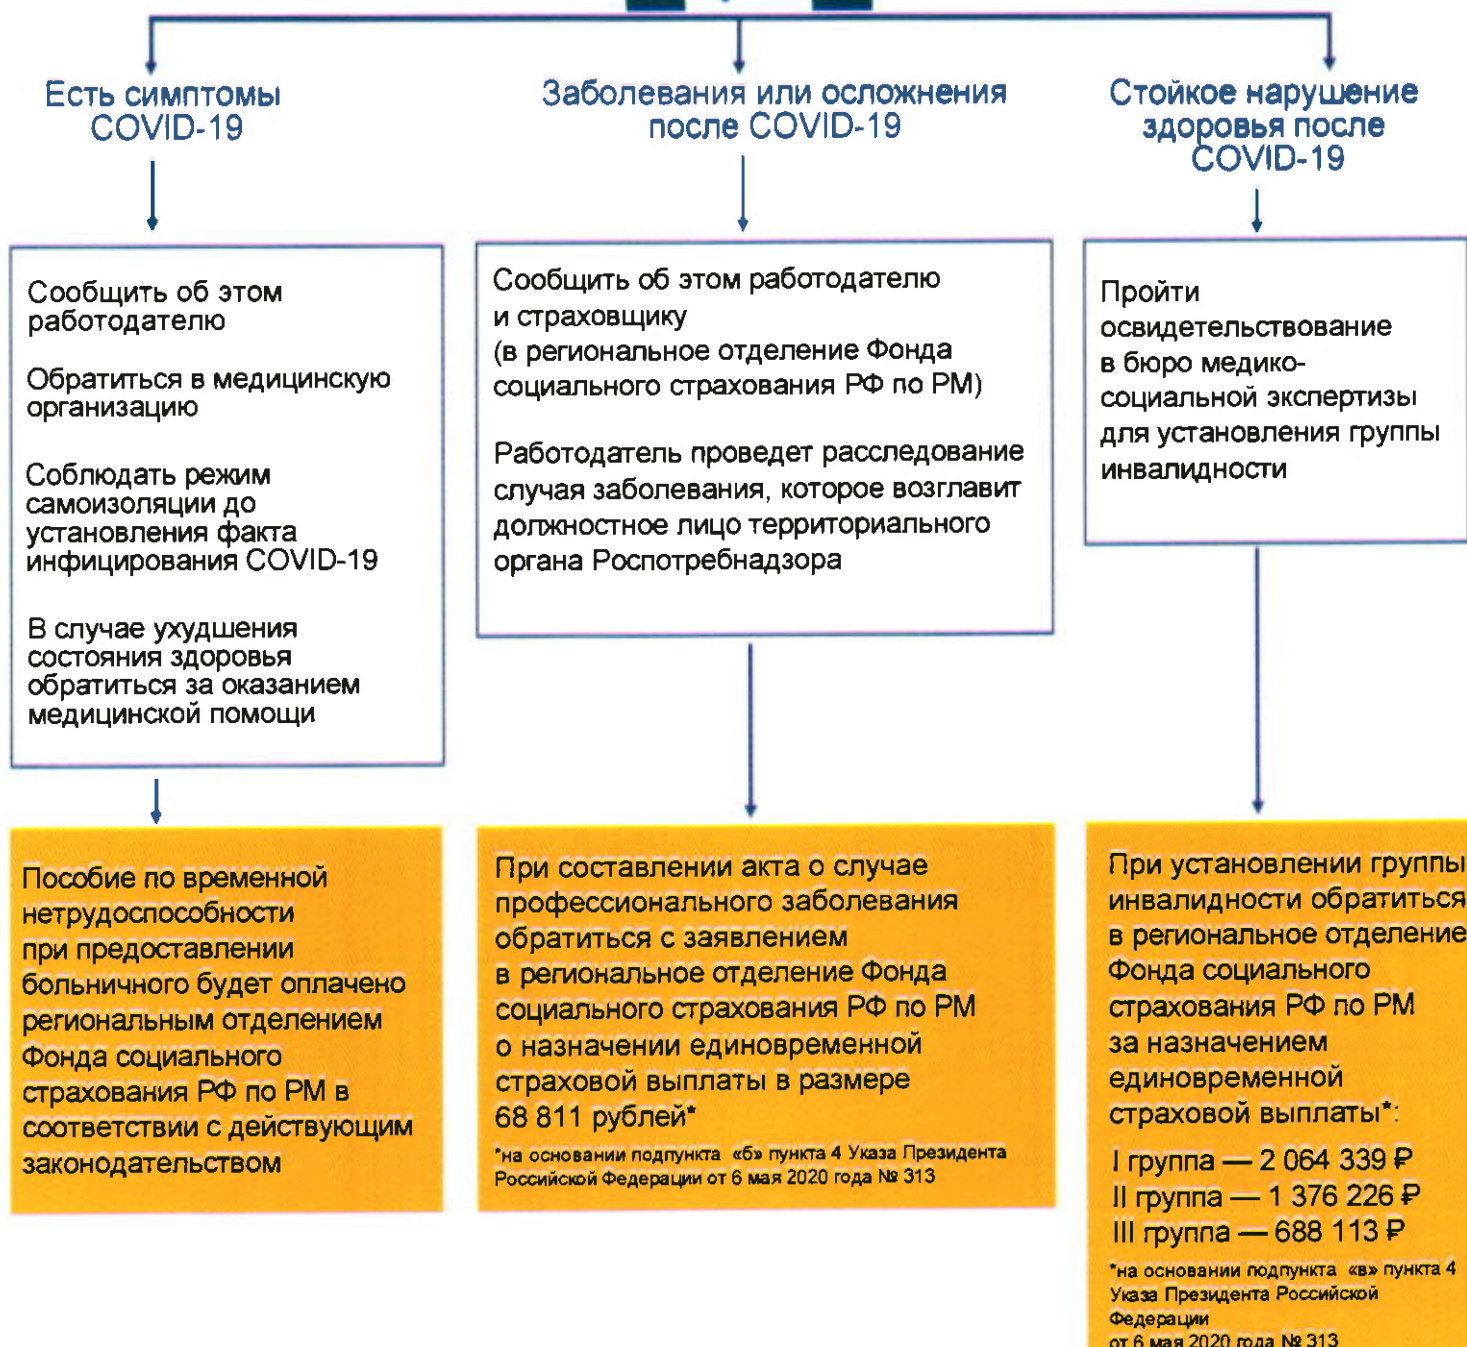 Есть симптомы
COVID-19
Сообщить об этом
работодателю
Обратиться в медицинскую
организацию
Соблюдать режим
самоизоляции до
установления факта
инфицирования COVID-19
В случае ухудшения
состояния здоровья
обратиться за оказанием
медицинской помощи
Пособие по временной
нетрудоспособности
при предоставлении
больничного будет оплачено
региональным отделением
Фонда социального
страхования РФ по РМ в
соответствии с действующим
законодательством
Заболевания или осложнения
после COVID-19
Сообщить об этом работодателю
и страховщику
(в региональное отделение Фонда
социального страхования РФ по РМ)
Работодатель проведет расследование
случая заболевания, которое возглавит
должностное лицо территориального
органа Роспотребнадзора
При составлении акта о случае
профессионального заболевания
обратиться с заявлением
в региональное отделение Фонда
социального страхования РФ по РМ
о назначении единовременной
страховой выплаты в размере
68 811 рублей*
*на основании подпункта «б» пункта 4 Указа Президента
Российской Федерации от 6 мая 2020 года № 313
Стойкое нарушение
здоровья после
COVID-19
Пройти
освидетельствование
в бюро медико-
социальной экспертизы
для установления группы
инвалидности
При установлении группы
инвалидности обратиться
в региональное отделение
Фонда социального
страхования РФ по РМ
за назначением
единовременной
страховой выплаты*:
I группа — 2 064 339 ₽
II группа — 1 376 226 ₽
III группа — 688 113 ₽
*на основании подпункта «в» пункта 4
Указа Президента Российской
Федерации
от 6 мая 2020 года № 313